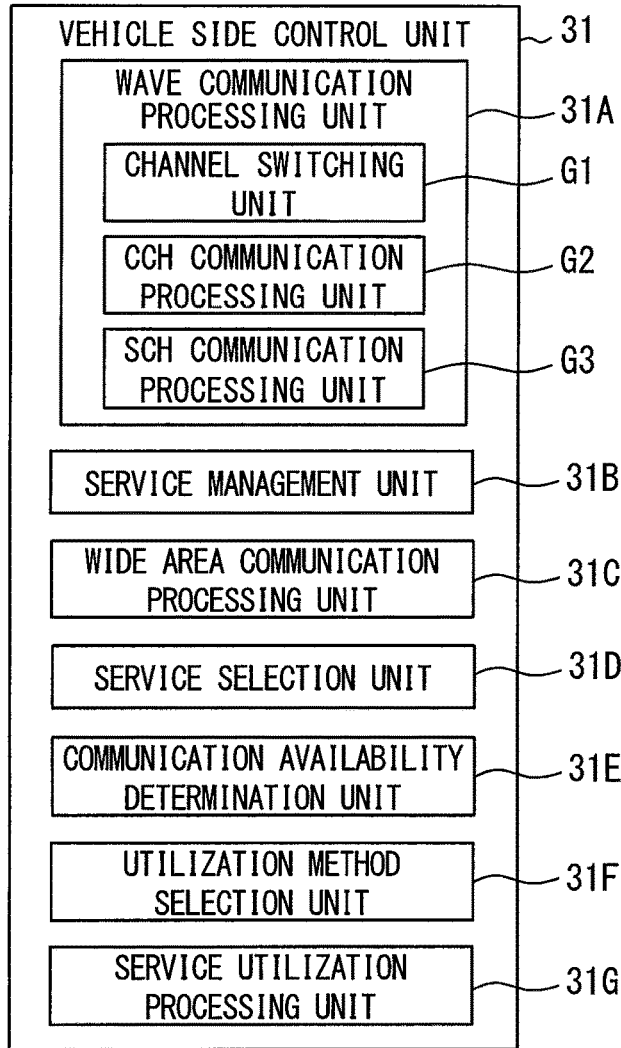 VEHICLE SIDE CONTROL UNIT 31
WAVE COMMUNICATION
PROCESSING UNIT 31A
CHANNEL SWITCHING
UNIT G1
CCH COMMUNICATION
PROCESSING UNIT G2
SCH COMMUNICATION
PROCESSING UNIT G3
SERVICE MANAGEMENT UNIT 31B
WIDE AREA COMMUNICATION
PROCESSING UNIT 31C
SERVICE SELECTION UNIT 31D
COMMUNICATION AVAILABILITY
DETERMINATION UNIT 31E
UTILIZATION METHOD
SELECTION UNIT 31F
SERVICE UTILIZATION
PROCESSING UNIT 31G